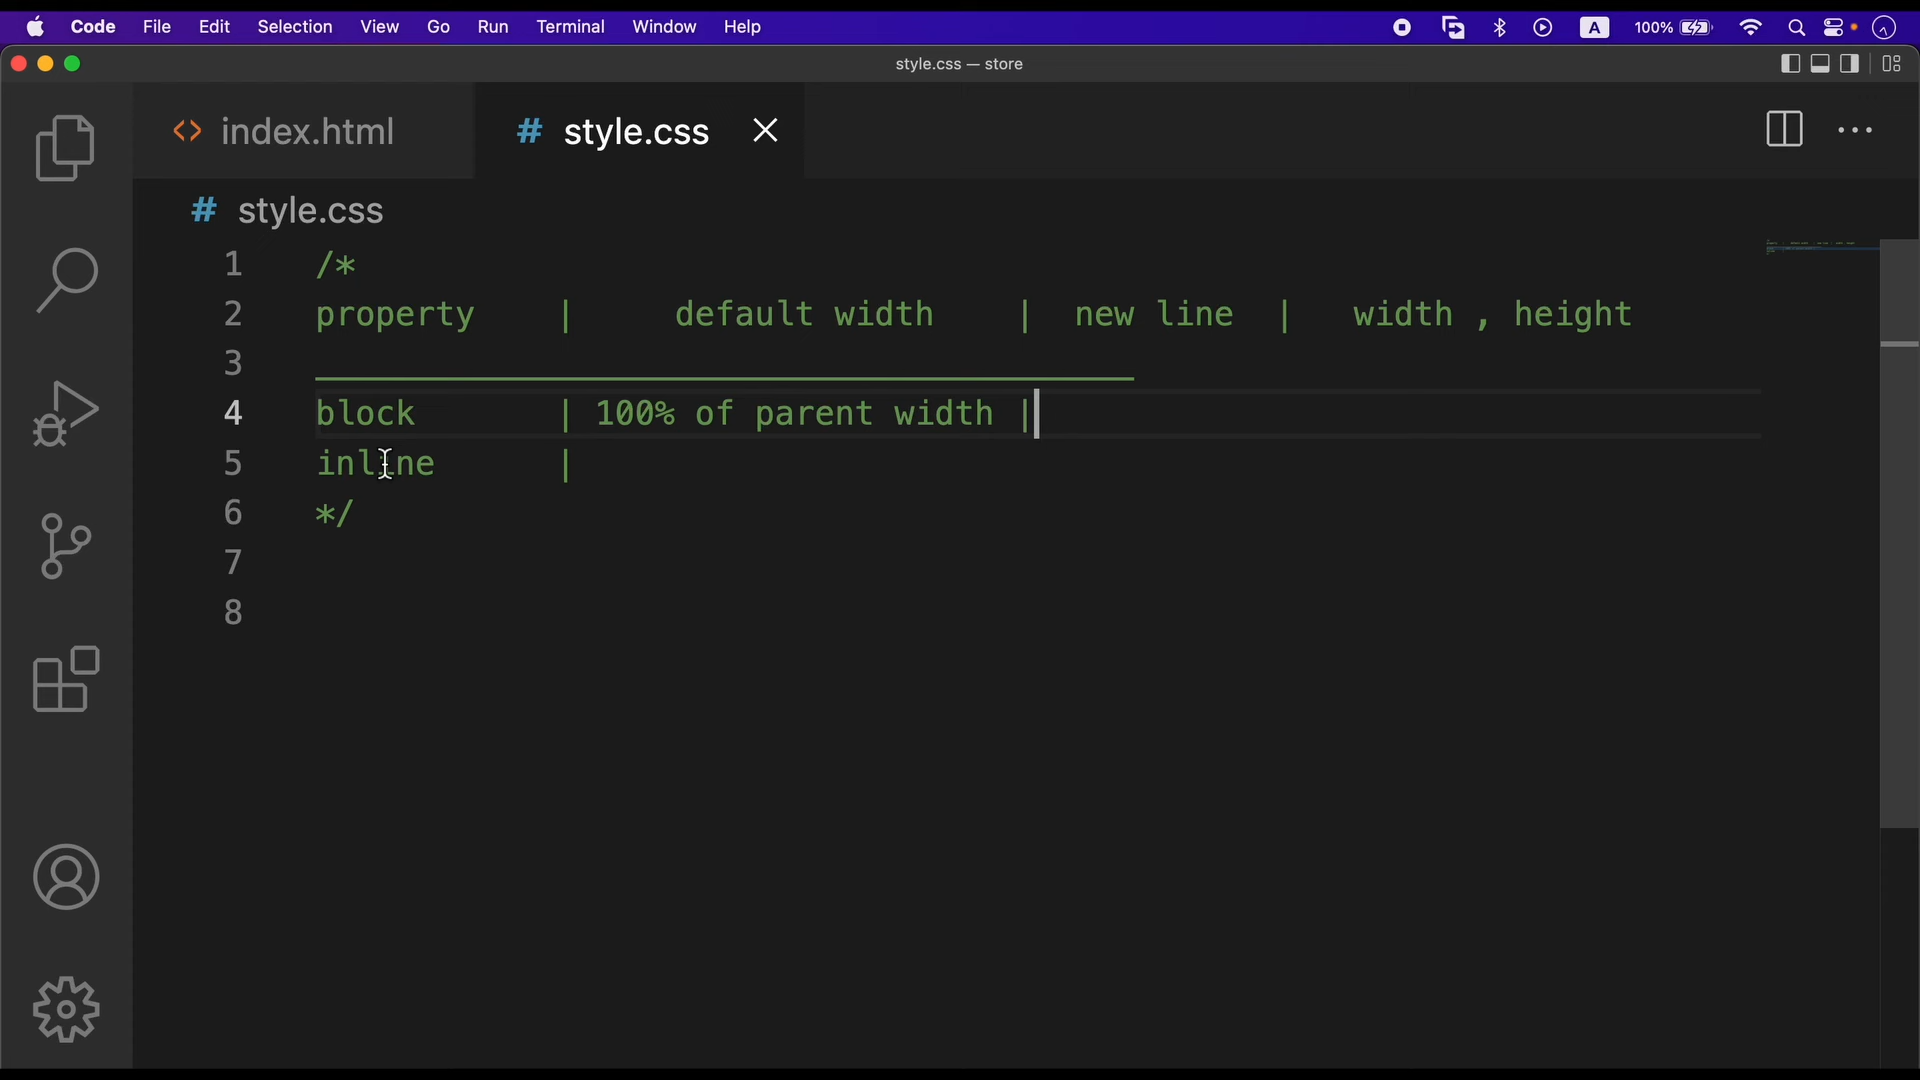 Code File Edit Selection View Go Run Terminal Window Help A 100%
style.css — store
index.html # style.css
# style.css
1 /*
2 property | default width | new line | width , height
3 _________________________________________
4 block | 100% of parent width |
5 inline |
6 */
7
8